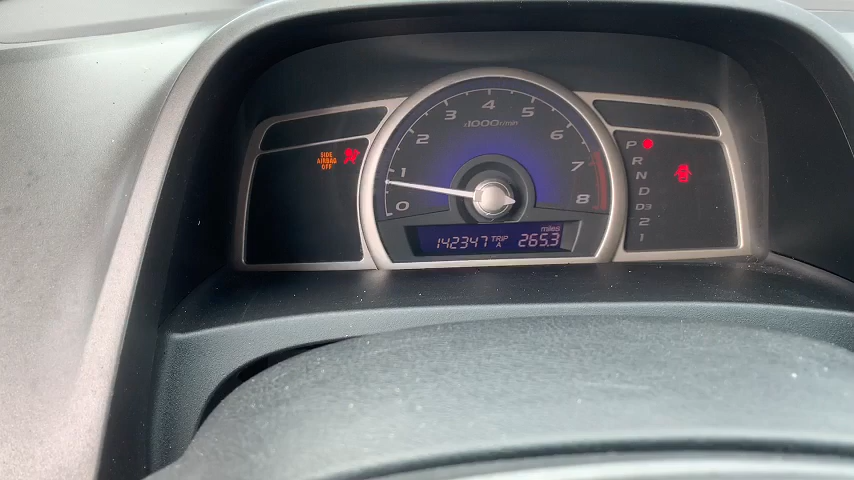 SIDE
AIRBAG
OFF
0
1
2
3
4
5
6
7
8
x1000r/min
142347 TRIP A 265.3 miles
P
R
N
D
D3
2
1